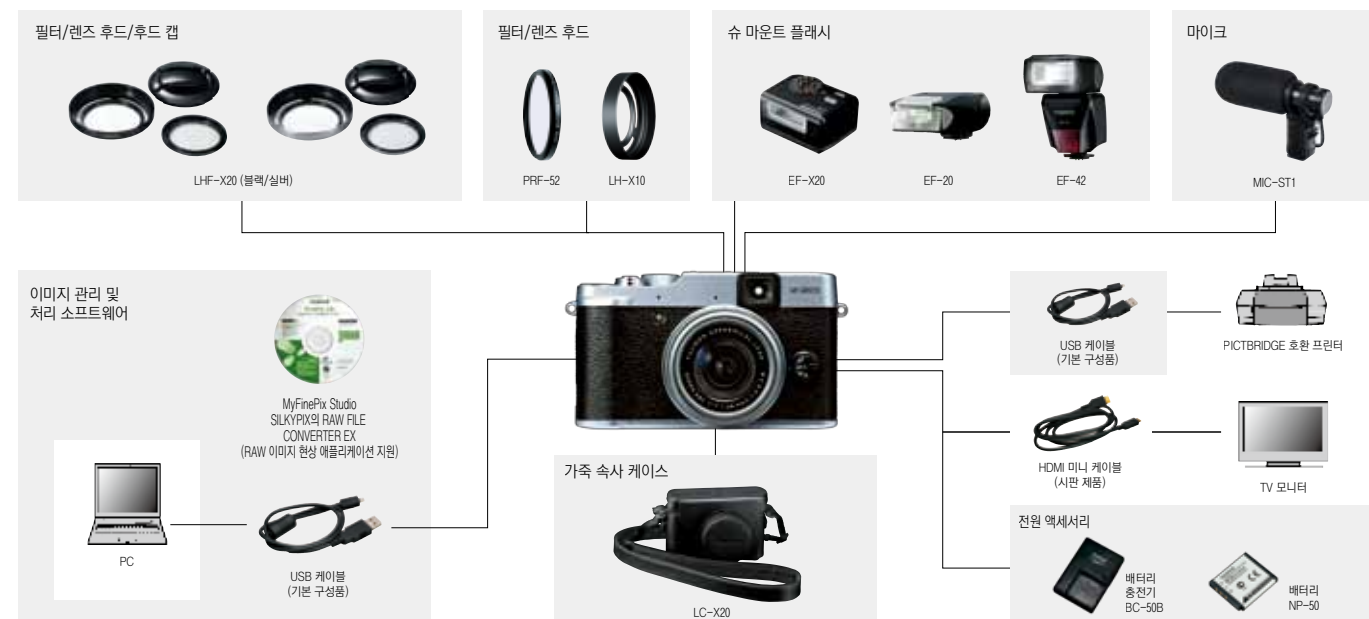 필터/렌즈 후드/후드 캡
LHF-X20 (블랙/실버)
필터/렌즈 후드
PRF-52
LH-X10
슈 마운트 플래시
EF-X20
EF-20
EF-42
마이크
MIC-ST1
이미지 관리 및
처리 소프트웨어
MyFinePix Studio
SILKYPIX의 RAW FILE
CONVERTER EX
(RAW 이미지 현상 애플리케이션 지원)
PC
USB 케이블
(기본 구성품)
가죽 속사 케이스
LC-X20
USB 케이블
(기본 구성품)
PICTBRIDGE 호환 프린터
HDMI 미니 케이블
(시판 제품)
TV 모니터
전원 액세서리
배터리
충전기
BC-50B
배터리
NP-50